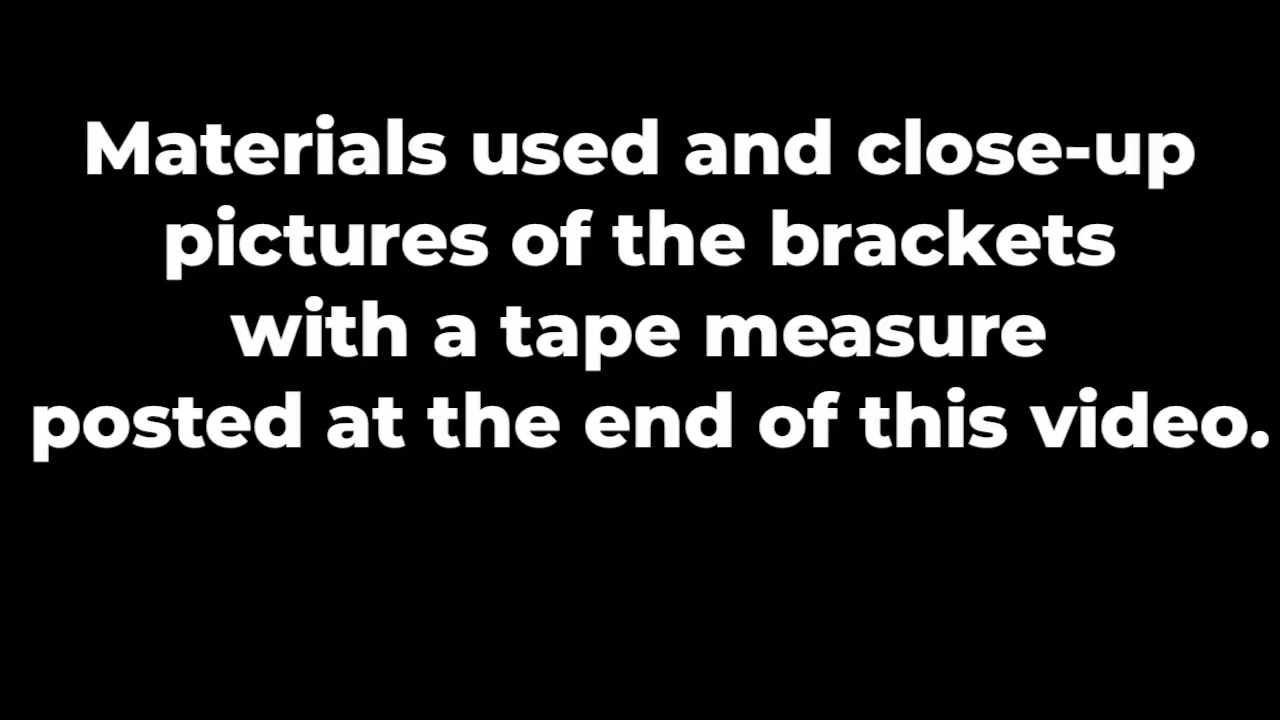 Materials used and close-up
pictures of the brackets
with a tape measure
posted at the end of this video.